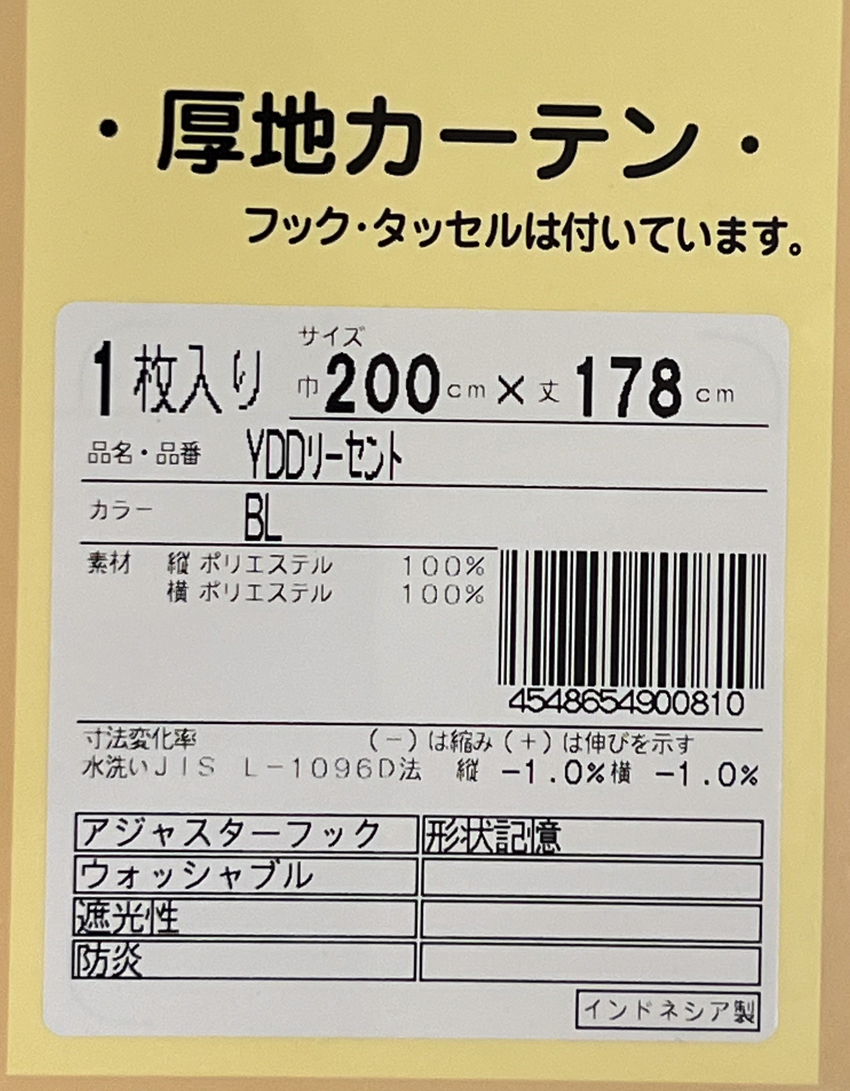 ・厚地カーテン・
フック・タッセルは付いています。
サイズ
1枚入り 巾200cm×丈178cm
品名・品番 YDDリーセント
カラー BL
素材 縦 ポリエステル 100%
横 ポリエステル 100%
4548654900810
寸法変化率 (−)は縮み(+)は伸びを示す
水洗いJIS L−1096D法 縦 −1.0%横 −1.0%
アジャスターフック 形状記憶
ウォッシャブル
遮光性
防炎
インドネシア製